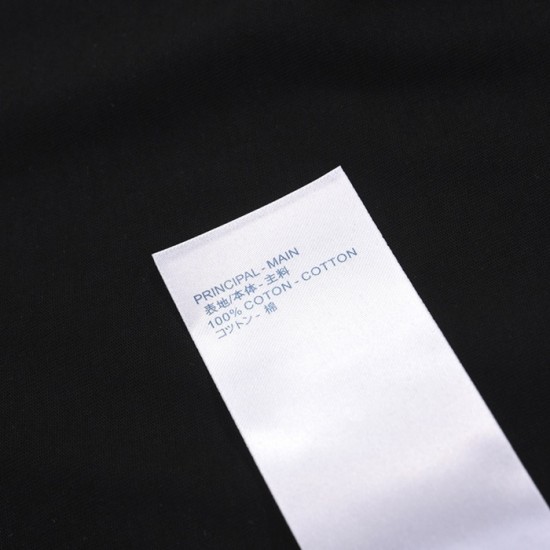 PRINCIPAL - MAIN
表地/本体 - 主料
100% COTON - COTTON
コットン - 棉